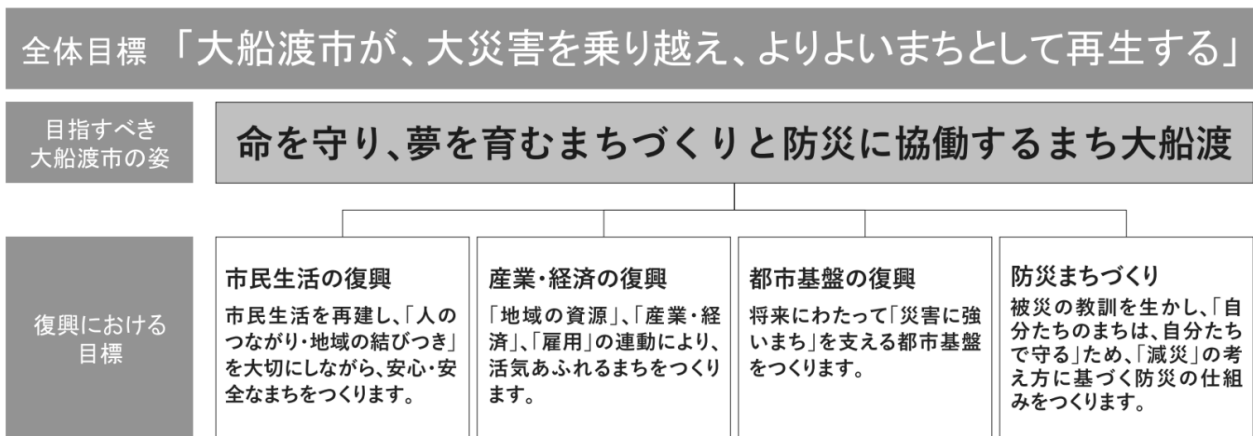 全体目標 「大船渡市が、大災害を乗り越え、よりよいまちとして再生する」
目指すべき
大船渡市の姿
命を守り、夢を育むまちづくりと防災に協働するまち大船渡
復興における
目標
市民生活の復興
市民生活を再建し、「人の
つながり・地域の結びつき」
を大切にしながら、安心・安
全なまちをつくります。
産業・経済の復興
「地域の資源」、「産業・経
済」、「雇用」の連動により、
活気あふれるまちをつくり
ます。
都市基盤の復興
将来にわたって「災害に強
いまち」を支える都市基盤
をつくります。
防災まちづくり
被災の教訓を生かし、「自
分たちのまちは、自分たち
で守る」ため、「減災」の考
え方に基づく防災の仕組
みをつくります。